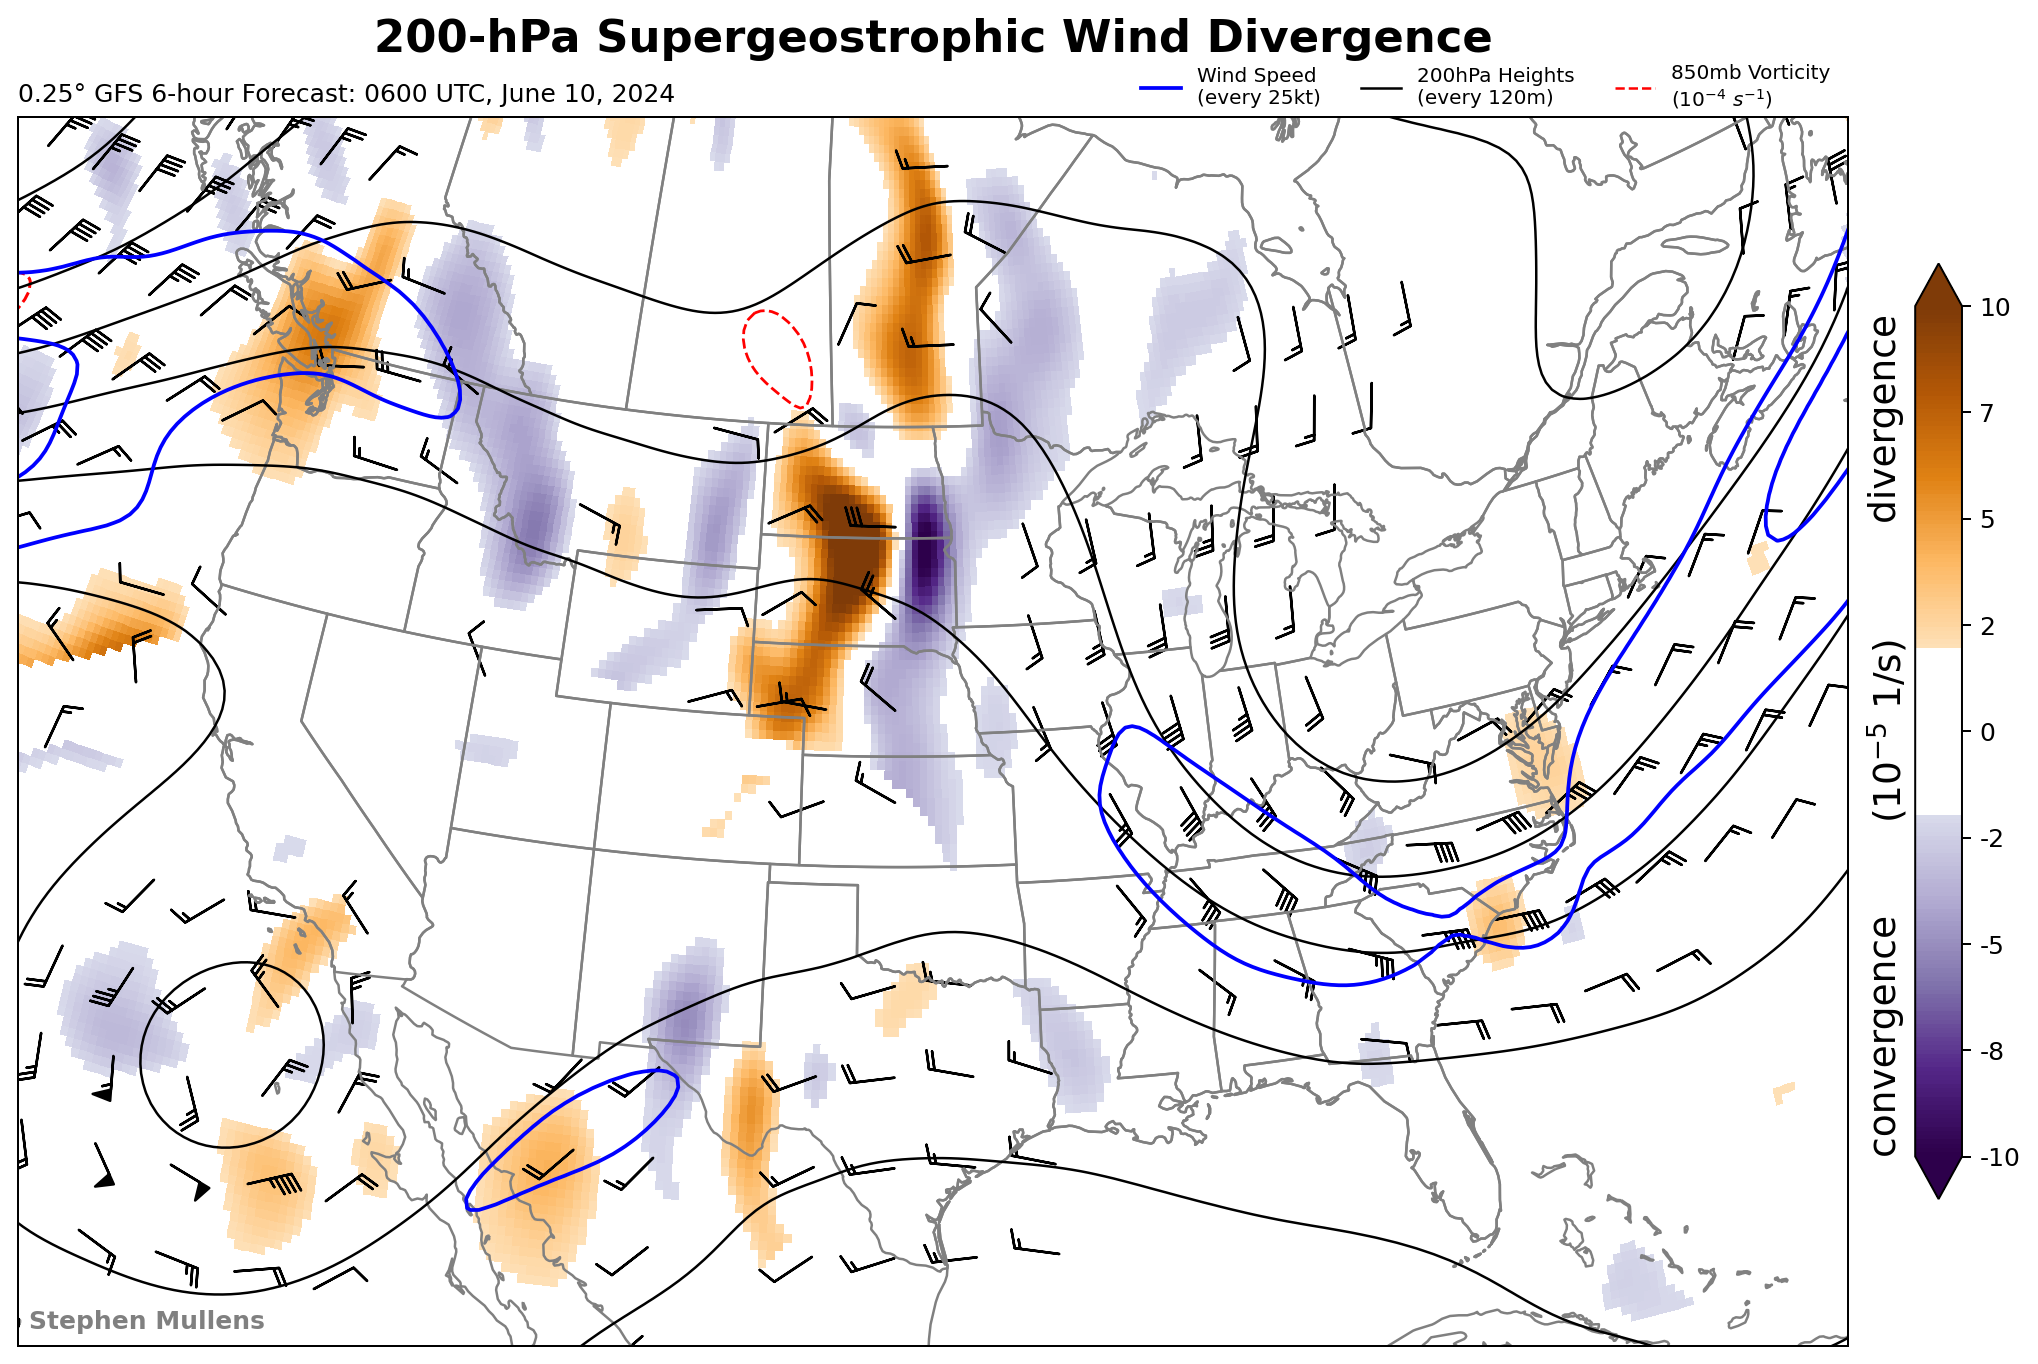 200-hPa Supergeostrophic Wind Divergence
0.25° GFS 6-hour Forecast: 0600 UTC, June 10, 2024
Wind Speed
(every 25kt)
200hPa Heights
(every 120m)
850mb Vorticity
(10⁻⁴ s⁻¹)
10
7
5
2
0
-2
-5
-8
-10
convergence (10⁻⁵ 1/s) divergence
Stephen Mullens